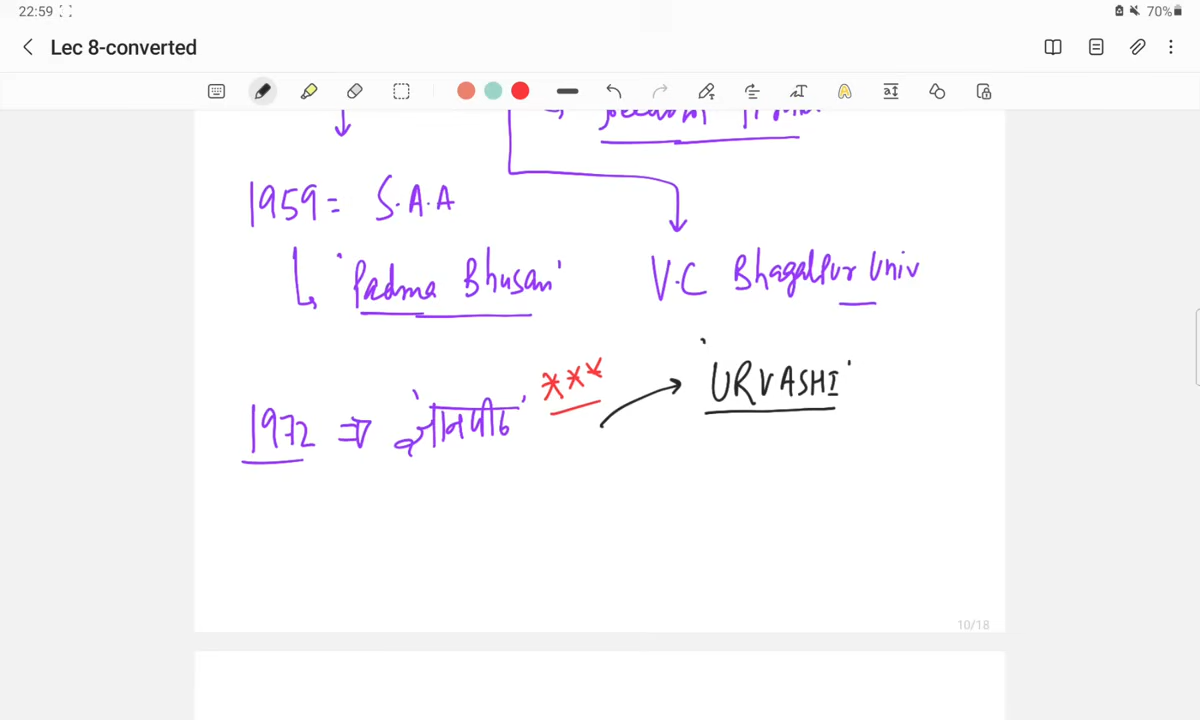 22:59 70%
Lec 8-converted
1959 = S.A.A
'Padma Bhusan' V.C Bhagalpur Univ
1972 ⇒ 'ज्ञानपीठ' *** → 'URVASHI'
10/18